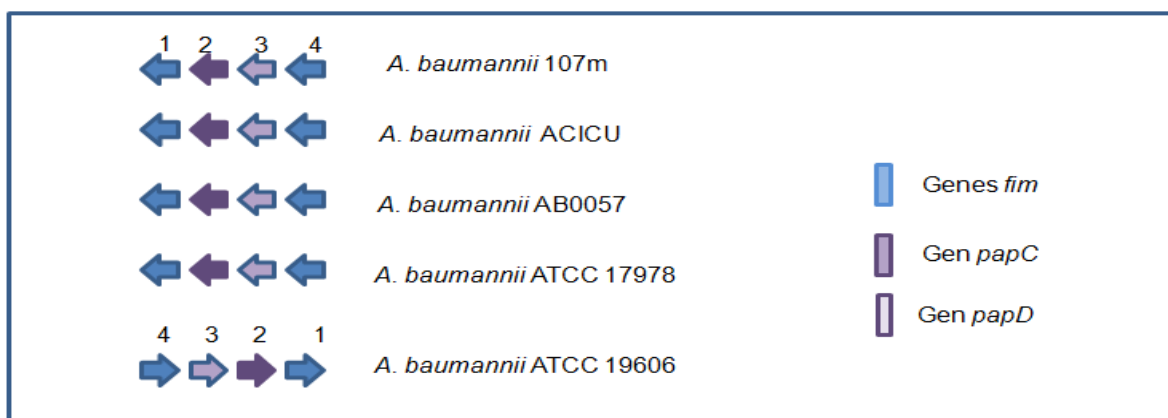 1 2 3 4
A. baumannii 107m
A. baumannii ACICU
A. baumannii AB0057
A. baumannii ATCC 17978
4 3 2 1
A. baumannii ATCC 19606
Genes fim
Gen papC
Gen papD